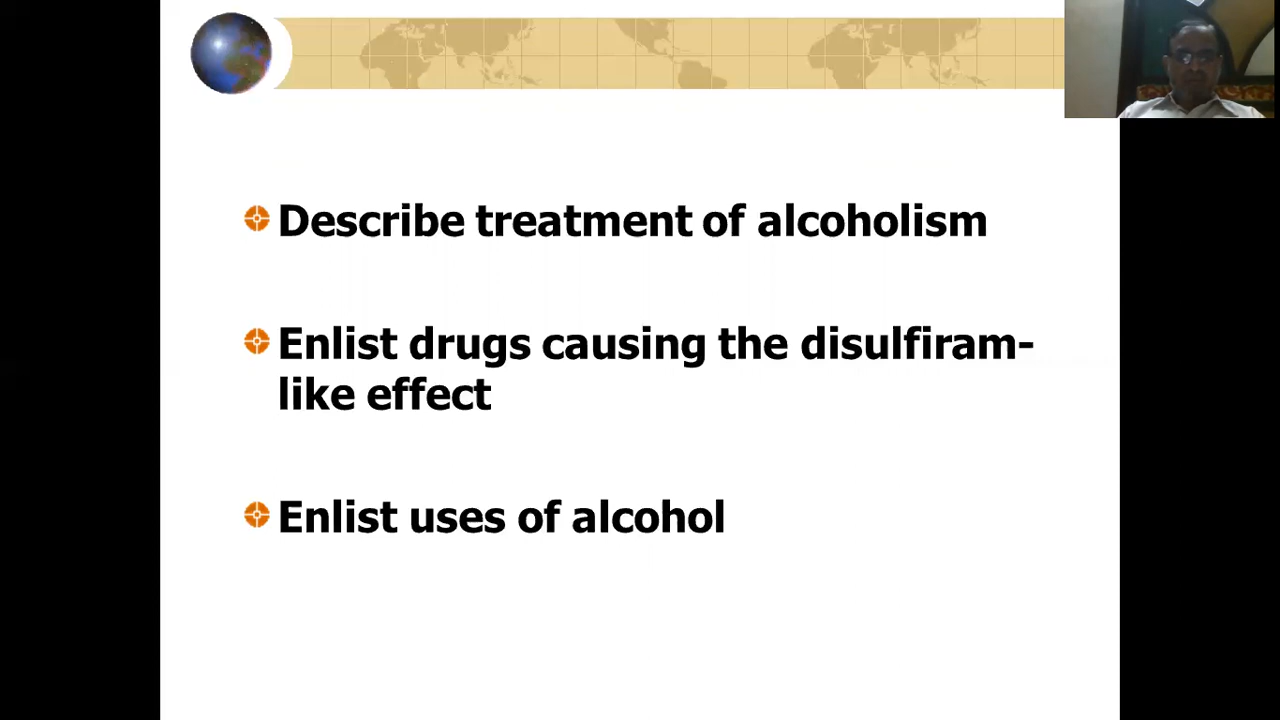 Describe treatment of alcoholism
Enlist drugs causing the disulfiram-
like effect
Enlist uses of alcohol